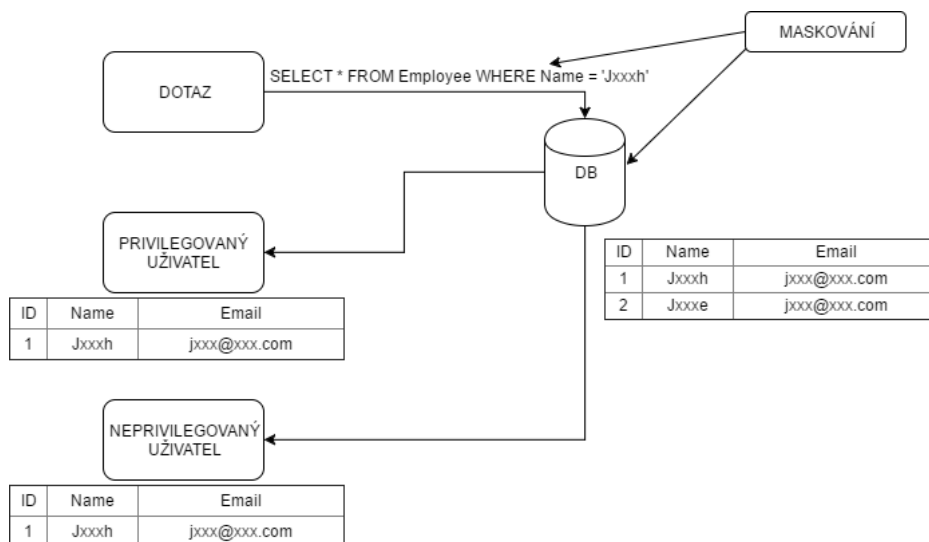 MASKOVÁNÍ
SELECT * FROM Employee WHERE Name = 'Jxxxh'
DOTAZ
DB
PRIVILEGOVANÝ
UŽIVATEL
ID Name Email
1 Jxxxh jxxx@xxx.com
2 Jxxxe jxxx@xxx.com
ID Name Email
1 Jxxxh jxxx@xxx.com
NEPRIVILEGOVANÝ
UŽIVATEL
ID Name Email
1 Jxxxh jxxx@xxx.com